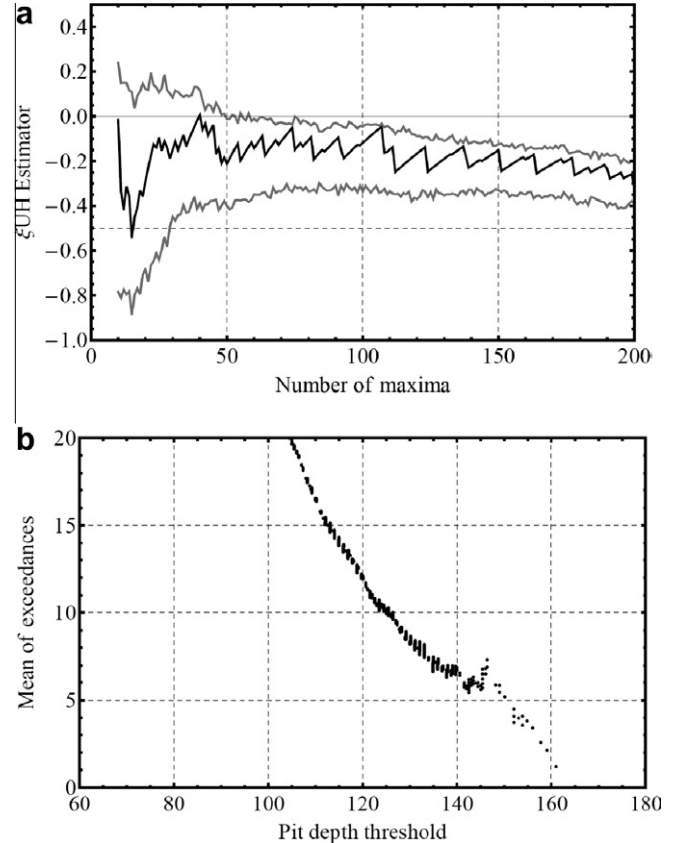 a
0.4
0.2
0.0
−0.2
−0.4
−0.6
−0.8
−1.0
ξUH Estimator
0 50 100 150 200
Number of maxima
b
20
15
10
5
0
Mean of exceedances
60 80 100 120 140 160 180
Pit depth threshold